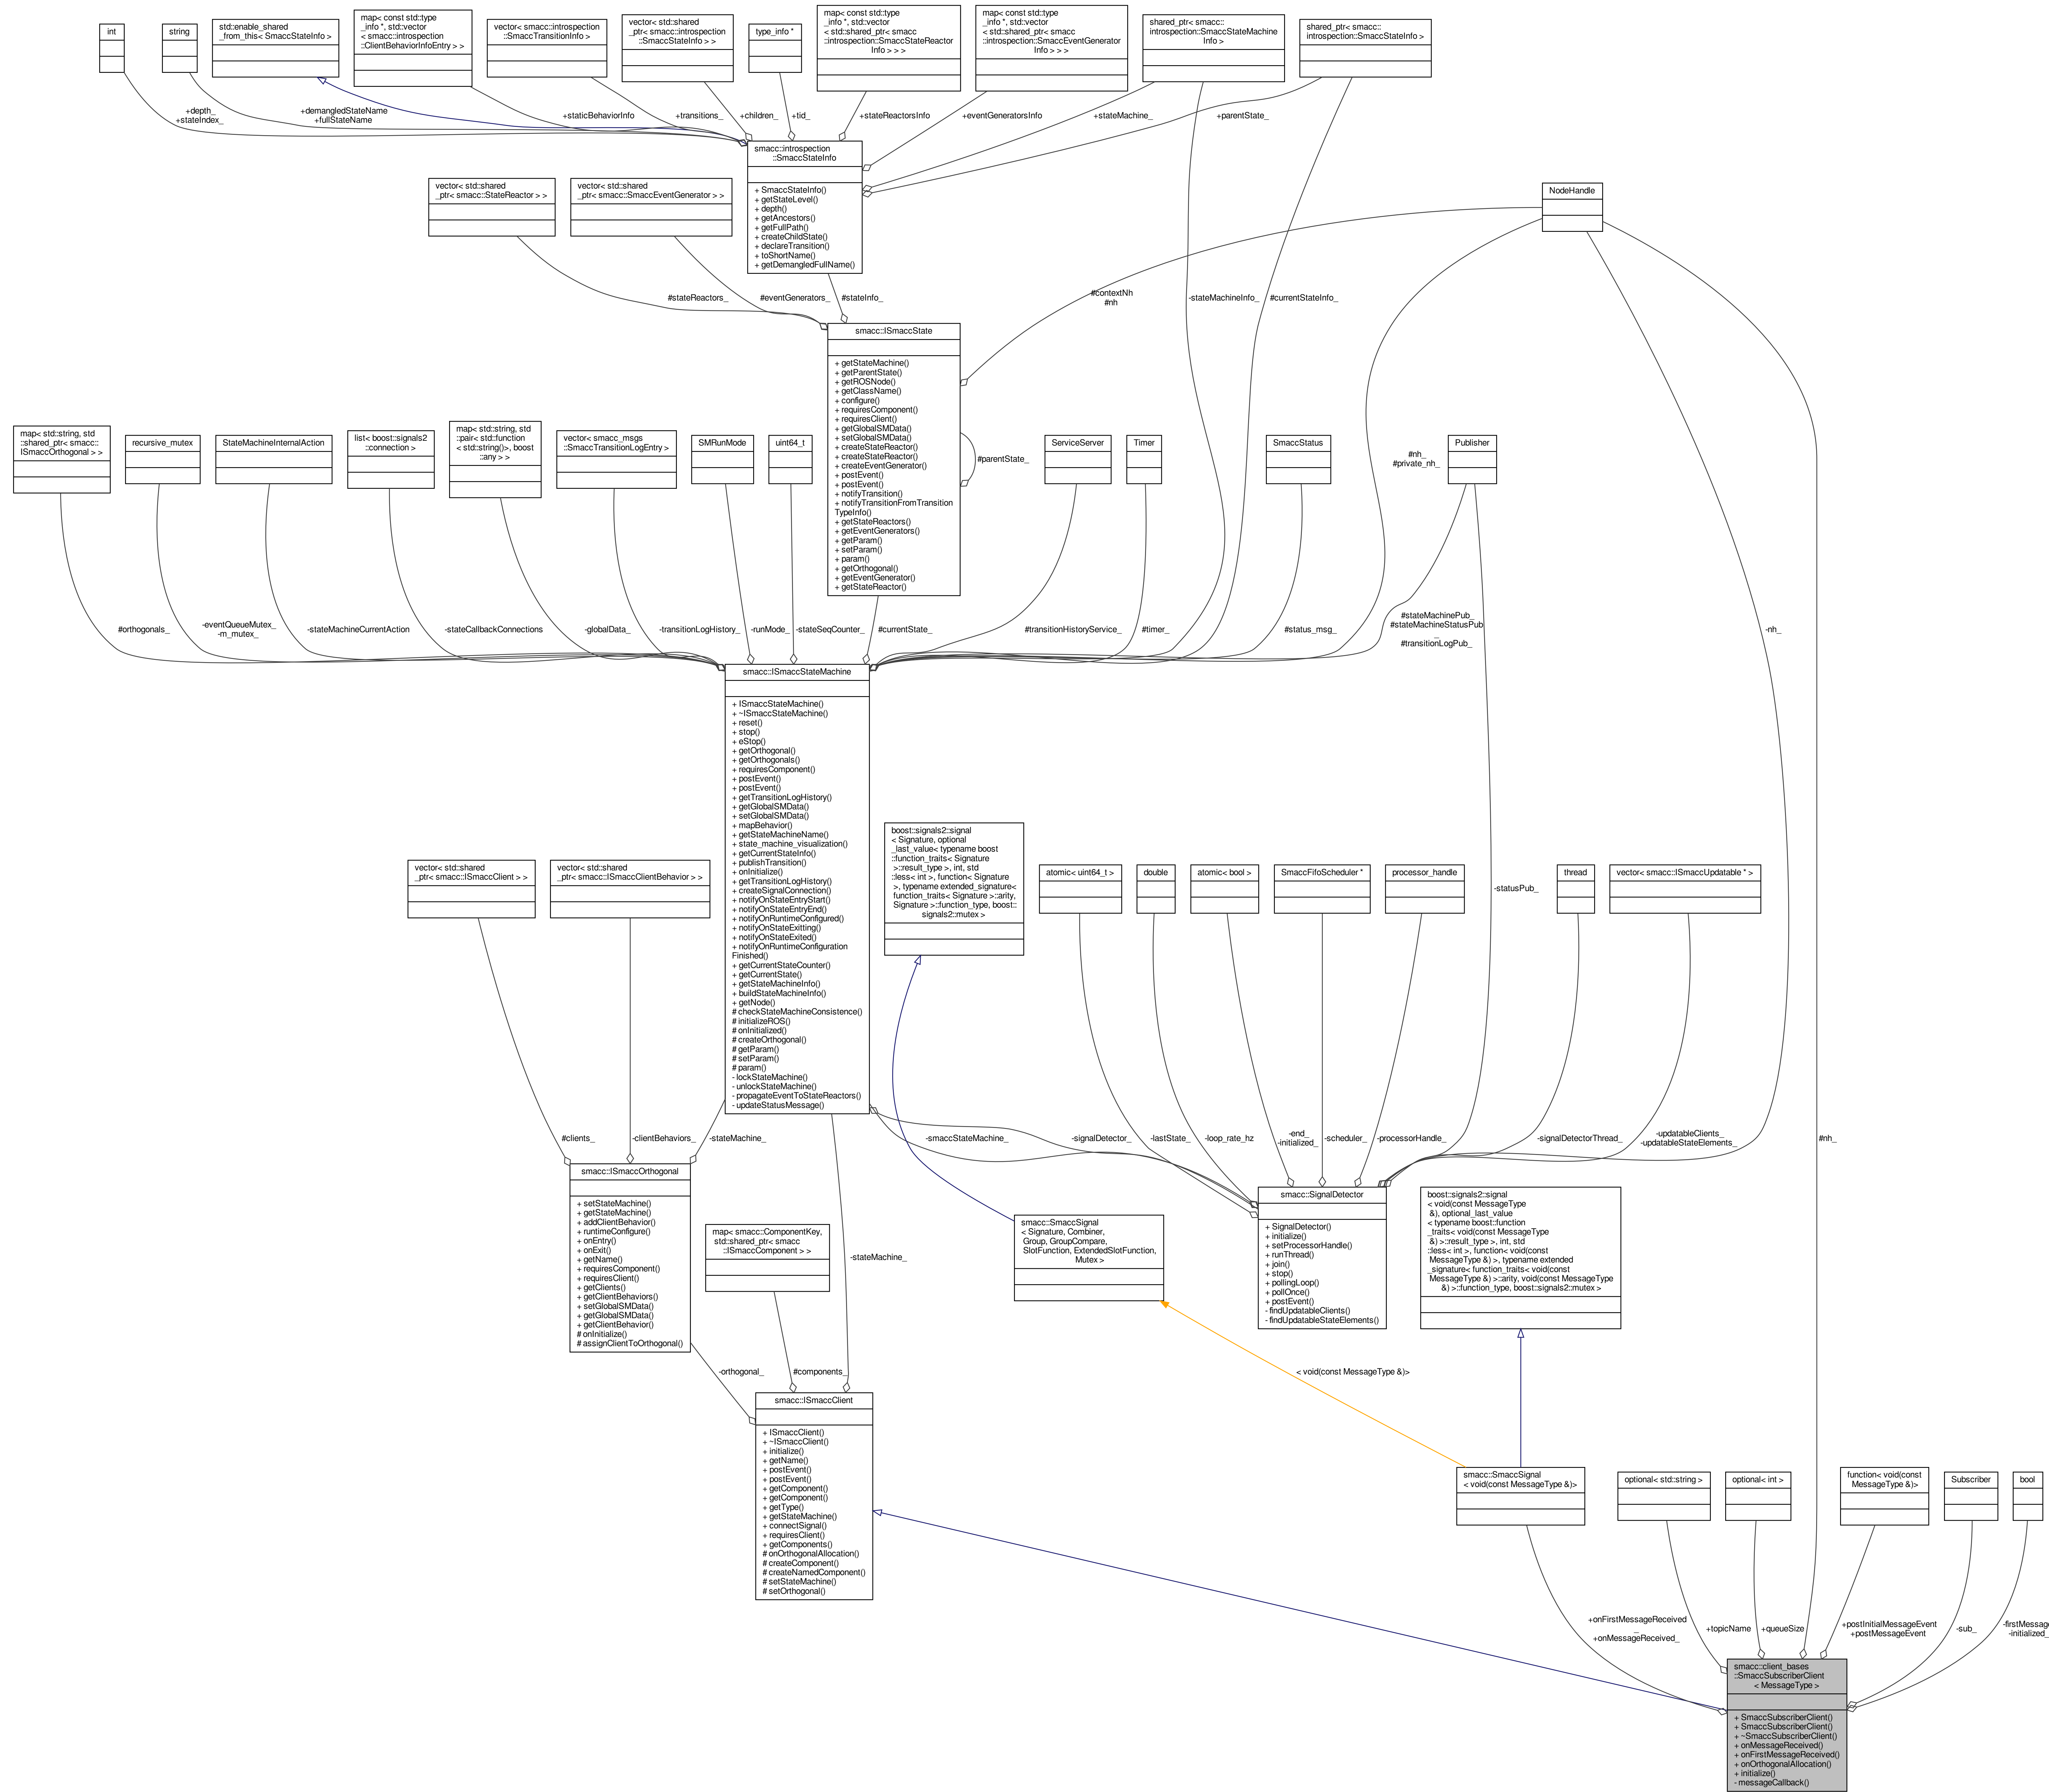 int
string
std::enable_shared
_from_this< SmaccStateInfo >
map< const std::type
_info *, std::vector
< smacc::introspection
::ClientBehaviorInfoEntry > >
vector< smacc::introspection
::SmaccTransitionInfo >
vector< std::shared
_ptr< smacc::introspection
::SmaccStateInfo > >
type_info *
map< const std::type
_info *, std::vector
< std::shared_ptr< smacc
::introspection::SmaccStateReactor
Info > > >
map< const std::type
_info *, std::vector
< std::shared_ptr< smacc
::introspection::SmaccEventGenerator
Info > > >
shared_ptr< smacc::
introspection::SmaccStateMachine
Info >
shared_ptr< smacc::
introspection::SmaccStateInfo >
+depth_
+stateIndex_
+demangledStateName
+fullStateName
+staticBehaviorInfo
+transitions_
+children_
+tid_
+stateReactorsInfo
+eventGeneratorsInfo
+stateMachine_
+parentState_
smacc::introspection
::SmaccStateInfo
+ SmaccStateInfo()
+ getStateLevel()
+ depth()
+ getAncestors()
+ getFullPath()
+ createChildState()
+ declareTransition()
+ toShortName()
+ getDemangledFullName()
vector< std::shared
_ptr< smacc::StateReactor > >
vector< std::shared
_ptr< smacc::SmaccEventGenerator > >
NodeHandle
#stateReactors_
#eventGenerators_
#stateInfo_
#contextNh
#nh
-stateMachineInfo_
#currentStateInfo_
smacc::ISmaccState
+ getStateMachine()
+ getParentState()
+ getROSNode()
+ getClassName()
+ configure()
+ requiresComponent()
+ requiresClient()
+ getGlobalSMData()
+ setGlobalSMData()
+ createStateReactor()
+ createStateReactor()
+ createEventGenerator()
+ postEvent()
+ postEvent()
+ notifyTransition()
+ notifyTransitionFromTransition
TypeInfo()
+ getStateReactors()
+ getEventGenerators()
+ getParam()
+ setParam()
+ param()
+ getOrthogonal()
+ getEventGenerator()
+ getStateReactor()
#parentState_
map< std::string, std
::shared_ptr< smacc::
ISmaccOrthogonal > >
recursive_mutex
StateMachineInternalAction
list< boost::signals2
::connection >
map< std::string, std
::pair< std::function
< std::string()>, boost
::any > >
vector< smacc_msgs
::SmaccTransitionLogEntry >
SMRunMode
uint64_t
ServiceServer
Timer
SmaccStatus
Publisher
#nh_
#private_nh_
#orthogonals_
-eventQueueMutex_
-m_mutex_
-stateMachineCurrentAction
-stateCallbackConnections
-globalData_
-transitionLogHistory_
-runMode_
-stateSeqCounter_
#currentState_
#transitionHistoryService_
#timer_
#status_msg_
#stateMachinePub_
#stateMachineStatusPub
_
#transitionLogPub_
-nh_
smacc::ISmaccStateMachine
+ ISmaccStateMachine()
+ ~ISmaccStateMachine()
+ reset()
+ stop()
+ eStop()
+ getOrthogonal()
+ getOrthogonals()
+ requiresComponent()
+ postEvent()
+ postEvent()
+ getTransitionLogHistory()
+ getGlobalSMData()
+ setGlobalSMData()
+ mapBehavior()
+ getStateMachineName()
+ state_machine_visualization()
+ getCurrentStateInfo()
+ publishTransition()
+ onInitialize()
+ getTransitionLogHistory()
+ createSignalConnection()
+ notifyOnStateEntryStart()
+ notifyOnStateEntryEnd()
+ notifyOnRuntimeConfigured()
+ notifyOnStateExitting()
+ notifyOnStateExited()
+ notifyOnRuntimeConfiguration
Finished()
+ getCurrentStateCounter()
+ getCurrentState()
+ getStateMachineInfo()
+ buildStateMachineInfo()
+ getNode()
# checkStateMachineConsistence()
# initializeROS()
# onInitialized()
# createOrthogonal()
# getParam()
# setParam()
# param()
- lockStateMachine()
- unlockStateMachine()
- propagateEventToStateReactors()
- updateStatusMessage()
vector< std::shared
_ptr< smacc::ISmaccClient > >
vector< std::shared
_ptr< smacc::ISmaccClientBehavior > >
boost::signals2::signal
< Signature, optional
_last_value< typename boost
::function_traits< Signature
>::result_type >, int, std
::less< int >, function< Signature
>, typename extended_signature<
function_traits< Signature >::arity,
Signature >::function_type, boost::
signals2::mutex >
atomic< uint64_t >
double
atomic< bool >
SmaccFifoScheduler *
processor_handle
-statusPub_
thread
vector< smacc::ISmaccUpdatable * >
#clients_
-clientBehaviors_
-stateMachine_
-smaccStateMachine_
-signalDetector_
-lastState_
-loop_rate_hz
-end_
-initialized_
-scheduler_
-processorHandle_
-signalDetectorThread_
-updatableClients_
-updatableStateElements_
#nh_
smacc::ISmaccOrthogonal
+ setStateMachine()
+ getStateMachine()
+ addClientBehavior()
+ runtimeConfigure()
+ onEntry()
+ onExit()
+ getName()
+ requiresComponent()
+ requiresClient()
+ getClients()
+ getClientBehaviors()
+ setGlobalSMData()
+ getGlobalSMData()
+ getClientBehavior()
# onInitialize()
# assignClientToOrthogonal()
map< smacc::ComponentKey,
std::shared_ptr< smacc
::ISmaccComponent > >
-stateMachine_
smacc::SmaccSignal
< Signature, Combiner,
Group, GroupCompare,
SlotFunction, ExtendedSlotFunction,
Mutex >
smacc::SignalDetector
+ SignalDetector()
+ initialize()
+ setProcessorHandle()
+ runThread()
+ join()
+ stop()
+ pollingLoop()
+ pollOnce()
+ postEvent()
- findUpdatableClients()
- findUpdatableStateElements()
boost::signals2::signal
< void(const MessageType
&), optional_last_value
< typename boost::function
_traits< void(const MessageType
&) >::result_type >, int, std
::less< int >, function< void(const
MessageType &) >, typename extended
_signature< function_traits< void(const
MessageType &) >::arity, void(const MessageType
&) >::function_type, boost::signals2::mutex >
-orthogonal_
#components_
< void(const MessageType &)>
smacc::ISmaccClient
+ ISmaccClient()
+ ~ISmaccClient()
+ initialize()
+ getName()
+ postEvent()
+ postEvent()
+ getComponent()
+ getComponent()
+ getType()
+ getStateMachine()
+ connectSignal()
+ requiresClient()
+ getComponents()
# onOrthogonalAllocation()
# createComponent()
# createNamedComponent()
# setStateMachine()
# setOrthogonal()
smacc::SmaccSignal
< void(const MessageType &)>
optional< std::string >
optional< int >
function< void(const
MessageType &)>
Subscriber
bool
+onFirstMessageReceived
_
+onMessageReceived_
+topicName
+queueSize
+postInitialMessageEvent
+postMessageEvent
-sub_
-firstMessage
-initialized_
smacc::client_bases
::SmaccSubscriberClient
< MessageType >
+ SmaccSubscriberClient()
+ SmaccSubscriberClient()
+ ~SmaccSubscriberClient()
+ onMessageReceived()
+ onFirstMessageReceived()
+ onOrthogonalAllocation()
+ initialize()
- messageCallback()